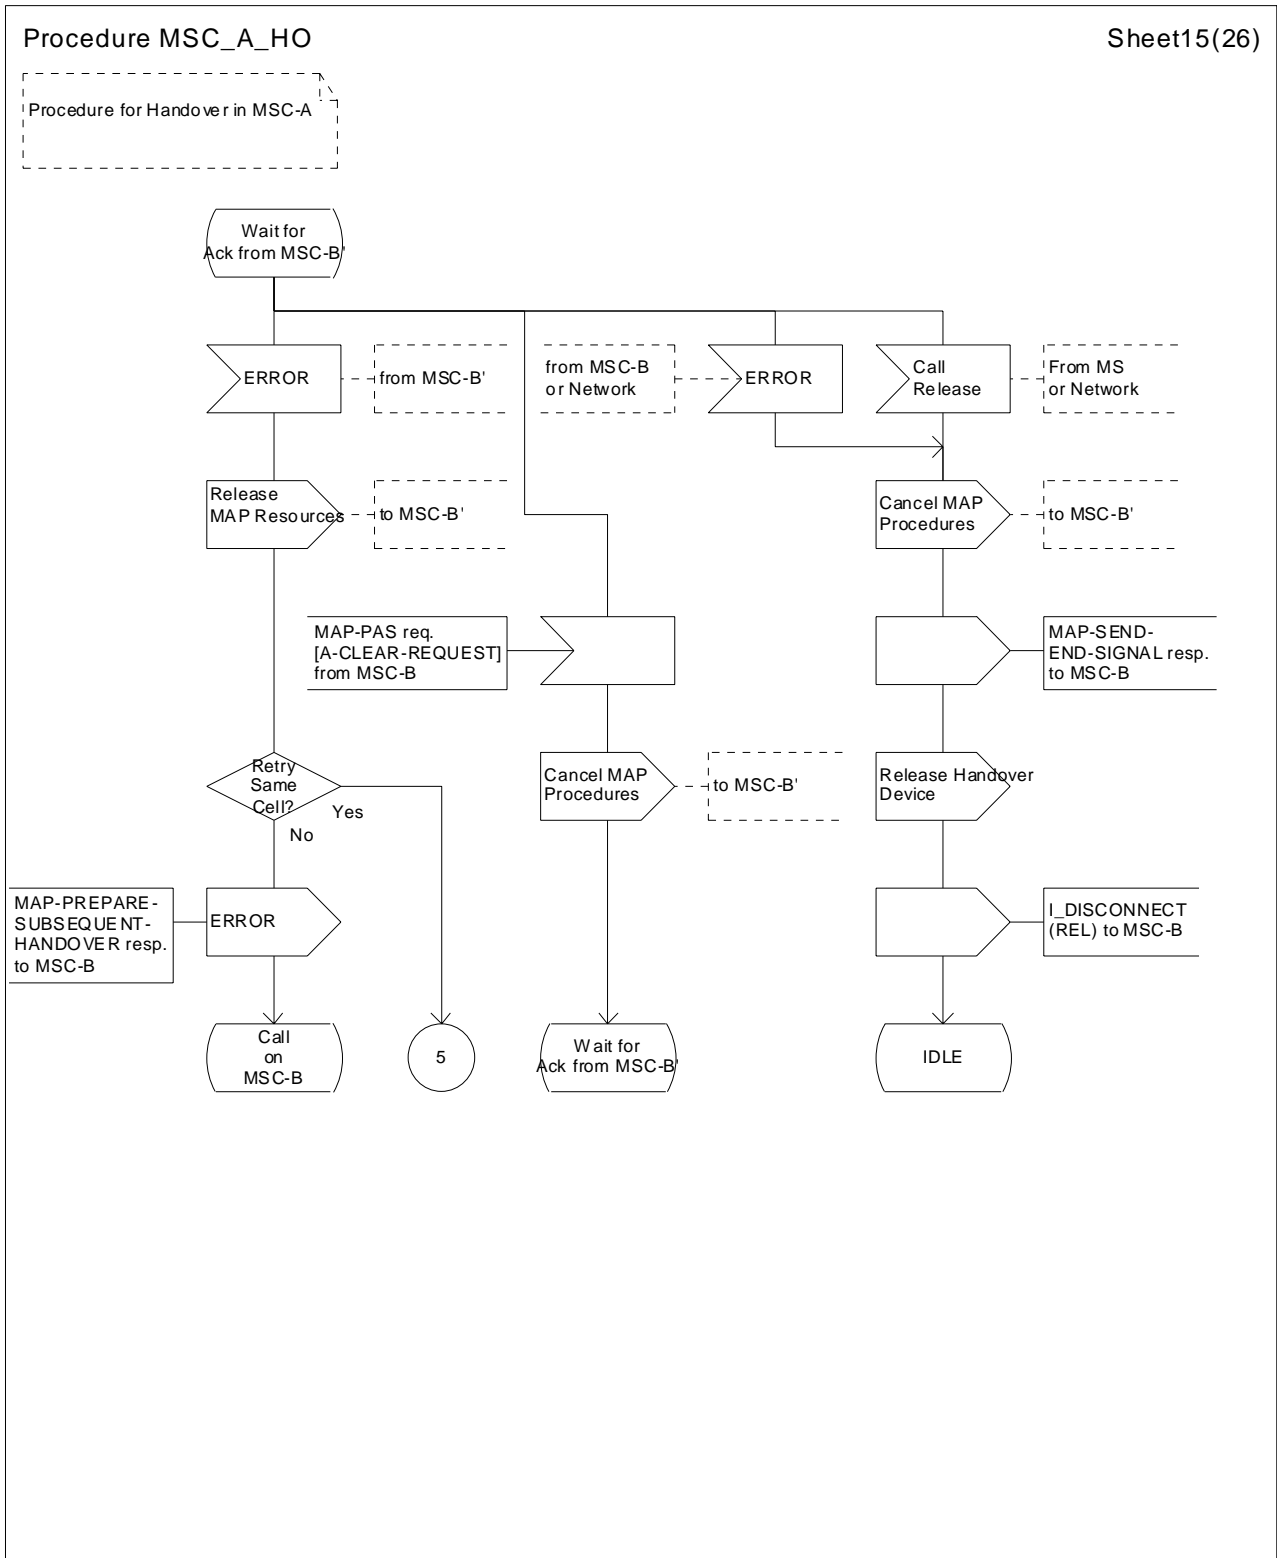 Procedure MSC_A_HO
Sheet15(26)
Procedure for Handover in MSC-A
Wait for
Ack from MSC-B'
ERROR
from MSC-B'
from MSC-B
or Network
ERROR
Call
Release
From MS
or Network
Release
MAP Resources
to MSC-B'
Cancel MAP
Procedures
to MSC-B'
MAP-PAS req.
[A-CLEAR-REQUEST]
from MSC-B
MAP-SEND-
END-SIGNAL resp.
to MSC-B
Retry
Same
Cell?
Yes
No
Cancel MAP
Procedures
to MSC-B'
Release Handover
Device
MAP-PREPARE-
SUBSEQUENT-
HANDOVER resp.
to MSC-B
ERROR
I_DISCONNECT
(REL) to MSC-B
Call
on
MSC-B
5
Wait for
Ack from MSC-B'
IDLE